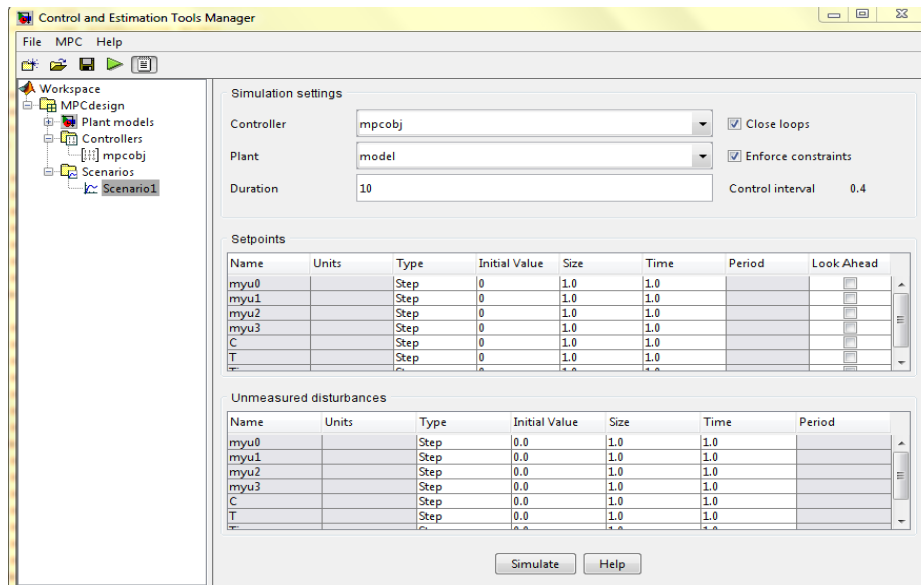 Control and Estimation Tools Manager
File MPC Help
Workspace
MPCdesign
Plant models
Controllers
mpcobj
Scenarios
Scenario1
Simulation settings
Controller mpcobj Close loops
Plant model Enforce constraints
Duration 10 Control interval 0.4
Setpoints
Name Units Type Initial Value Size Time Period Look Ahead
myu0 Step 0 1.0 1.0
myu1 Step 0 1.0 1.0
myu2 Step 0 1.0 1.0
myu3 Step 0 1.0 1.0
C Step 0 1.0 1.0
T Step 0 1.0 1.0
Unmeasured disturbances
Name Units Type Initial Value Size Time Period
myu0 Step 0.0 1.0 1.0
myu1 Step 0.0 1.0 1.0
myu2 Step 0.0 1.0 1.0
myu3 Step 0.0 1.0 1.0
C Step 0.0 1.0 1.0
T Step 0.0 1.0 1.0
Simulate Help